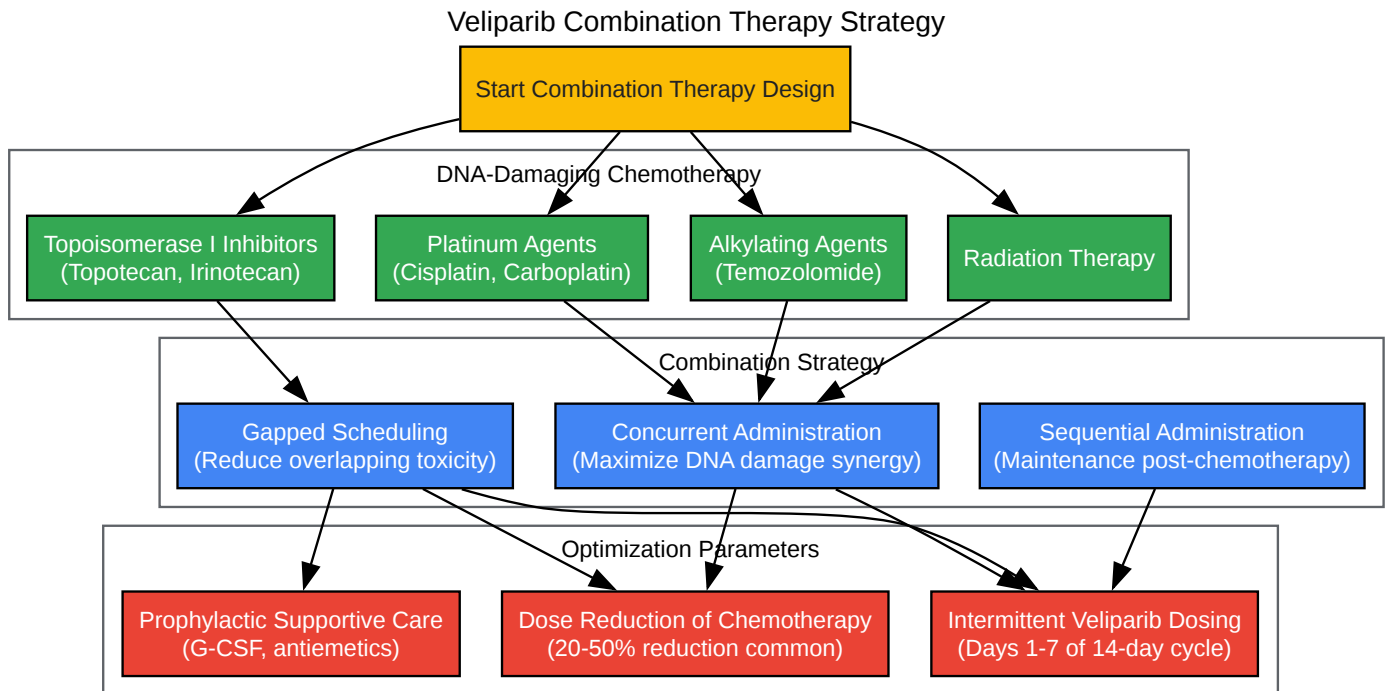 Veliparib Combination Therapy Strategy
Start Combination Therapy Design
DNA-Damaging Chemotherapy
Topoisomerase I Inhibitors
(Topotecan, Irinotecan)
Platinum Agents
(Cisplatin, Carboplatin)
Alkylating Agents
(Temozolomide)
Radiation Therapy
Combination Strategy
Gapped Scheduling
(Reduce overlapping toxicity)
Concurrent Administration
(Maximize DNA damage synergy)
Sequential Administration
(Maintenance post-chemotherapy)
Optimization Parameters
Prophylactic Supportive Care
(G-CSF, antiemetics)
Dose Reduction of Chemotherapy
(20-50% reduction common)
Intermittent Veliparib Dosing
(Days 1-7 of 14-day cycle)